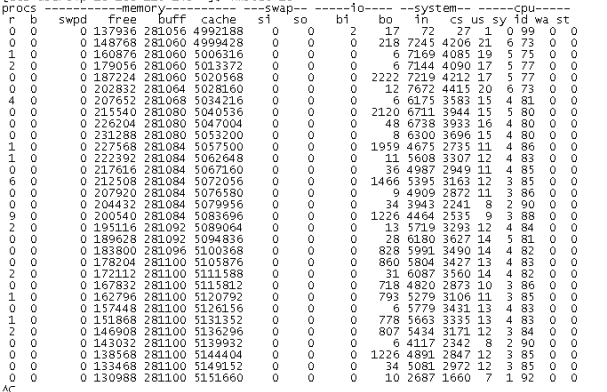 procs -----------memory---------- ---swap-- -----io---- --system-- -----cpu-----
r b swpd free buff cache si so bi bo in cs us sy id wa st
0 0 0 137936 281056 4992188 0 0 2 17 72 27 1 0 99 0 0
0 0 0 148768 281060 4999428 0 0 0 218 7245 4206 21 6 73 0 0
1 0 0 160876 281060 5006316 0 0 0 6 7169 4085 19 5 75 0 0
2 0 0 179056 281060 5013372 0 0 0 6 7144 4090 17 5 77 0 0
0 0 0 187224 281060 5020568 0 0 0 2222 7219 4212 17 5 77 0 0
0 0 0 202832 281064 5028160 0 0 0 12 7672 4415 20 6 73 0 0
4 0 0 207652 281068 5034216 0 0 0 6 6175 3583 15 4 81 0 0
0 0 0 215540 281080 5040536 0 0 0 2120 6711 3944 15 5 80 0 0
0 0 0 226204 281080 5047004 0 0 0 48 6738 3933 16 4 80 0 0
0 0 0 231288 281080 5053200 0 0 0 8 6300 3696 15 4 80 0 0
1 0 0 227568 281084 5057500 0 0 0 1959 4675 2735 11 4 86 0 0
1 0 0 222392 281084 5062648 0 0 0 11 5608 3307 12 4 83 0 0
0 0 0 217616 281084 5067160 0 0 0 36 4987 2949 11 4 85 0 0
6 0 0 212508 281084 5072056 0 0 0 1466 5395 3163 12 3 85 0 0
0 0 0 207920 281084 5076580 0 0 0 9 4909 2872 11 3 86 0 0
0 0 0 204432 281084 5079956 0 0 0 34 3943 2241 8 2 90 0 0
9 0 0 200540 281084 5083696 0 0 0 1226 4464 2535 9 3 88 0 0
2 0 0 195116 281092 5089064 0 0 0 13 5719 3293 12 4 84 0 0
0 0 0 189628 281092 5094836 0 0 0 28 6180 3627 14 5 81 0 0
0 0 0 183800 281096 5100368 0 0 0 828 5991 3490 14 4 82 0 0
0 0 0 178204 281100 5105876 0 0 0 860 5804 3427 13 4 83 0 0
2 0 0 172112 281100 5111588 0 0 0 31 6087 3560 14 4 82 0 0
0 0 0 167832 281100 5115812 0 0 0 718 4820 2873 10 3 86 0 0
1 0 0 162796 281100 5120792 0 0 0 793 5279 3106 11 3 85 0 0
0 0 0 157448 281100 5126156 0 0 0 6 5779 3431 13 4 83 0 0
1 0 0 151868 281100 5131352 0 0 0 778 5663 3335 13 4 83 0 0
2 0 0 146908 281100 5136296 0 0 0 807 5434 3171 12 3 84 0 0
0 0 0 143032 281100 5139932 0 0 0 6 4117 2342 8 2 90 0 0
0 0 0 138568 281100 5144404 0 0 0 1226 4891 2847 12 3 85 0 0
0 0 0 133468 281100 5149152 0 0 0 34 5081 2972 12 3 85 0 0
0 0 0 130988 281100 5151660 0 0 0 10 2687 1660 7 1 92 0 0
^C